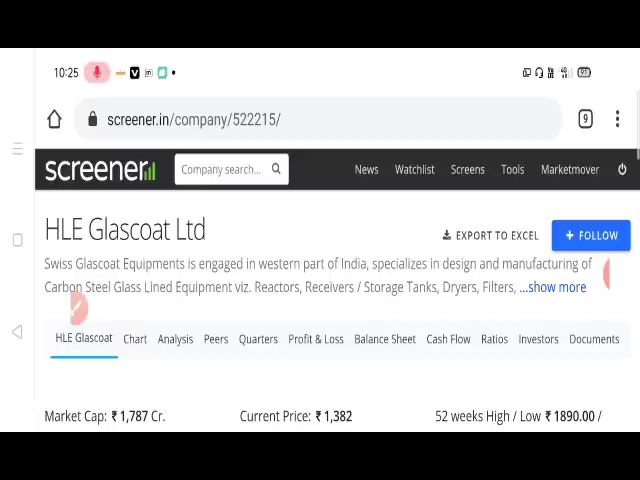 10:25
screener.in/company/522215/
9
screener
Company search...
News Watchlist Screens Tools Marketmover
HLE Glascoat Ltd
EXPORT TO EXCEL
+ FOLLOW
Swiss Glascoat Equipments is engaged in western part of India, specializes in design and manufacturing of
Carbon Steel Glass Lined Equipment viz. Reactors, Receivers / Storage Tanks, Dryers, Filters, ...show more
HLE Glascoat Chart Analysis Peers Quarters Profit & Loss Balance Sheet Cash Flow Ratios Investors Documents
Market Cap: ₹ 1,787 Cr. Current Price: ₹ 1,382 52 weeks High / Low ₹ 1890.00 /